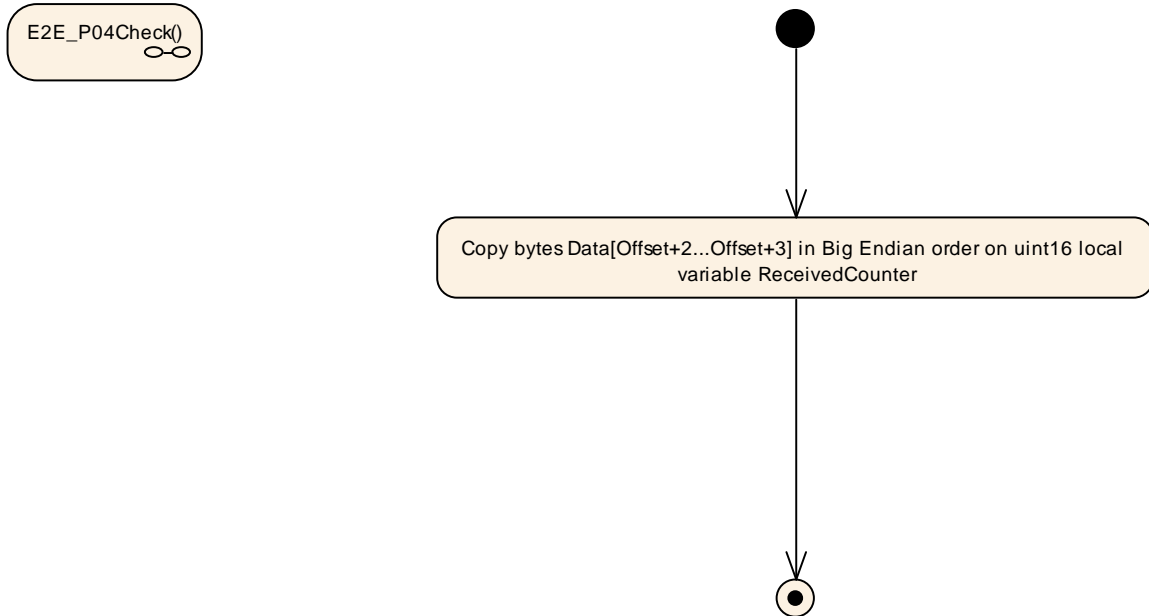 E2E_P04Check()
Copy bytes Data[Offset+2...Offset+3] in Big Endian order on uint16 local
variable ReceivedCounter